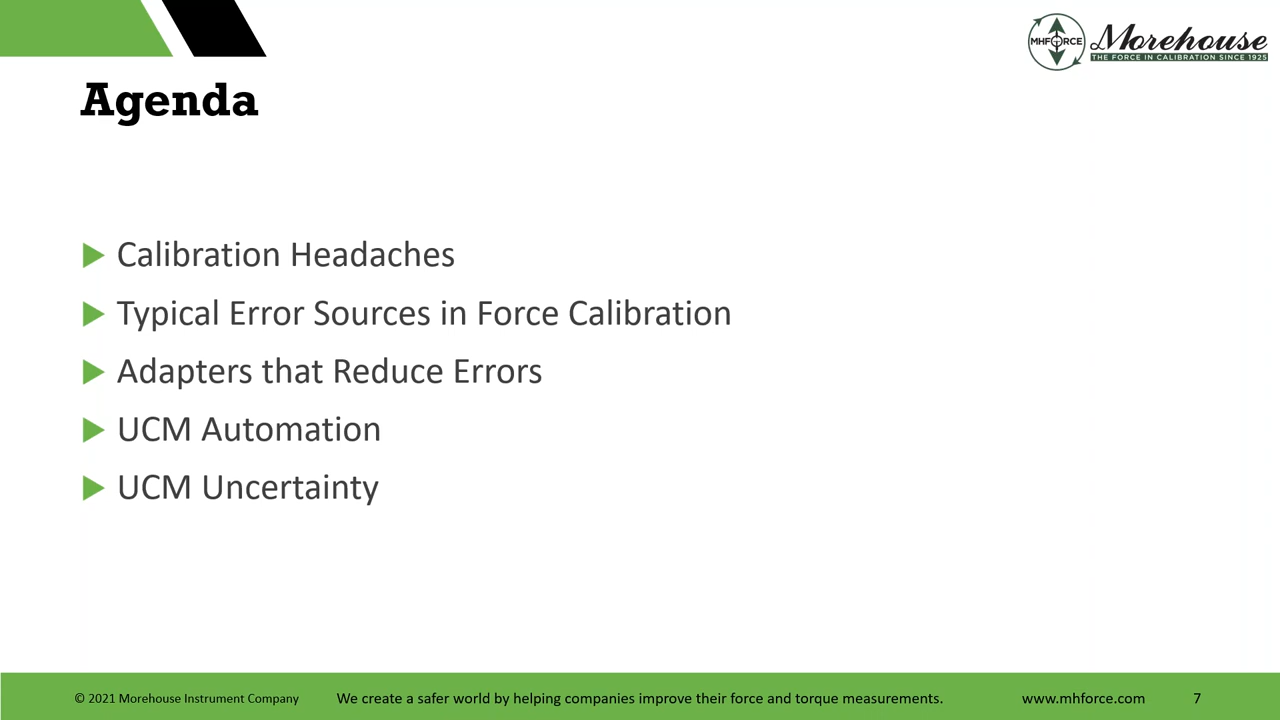 MHFORCE
Morehouse
THE FORCE IN CALIBRATION SINCE 1925
Agenda
Calibration Headaches
Typical Error Sources in Force Calibration
Adapters that Reduce Errors
UCM Automation
UCM Uncertainty
© 2021 Morehouse Instrument Company
We create a safer world by helping companies improve their force and torque measurements.
www.mhforce.com
7